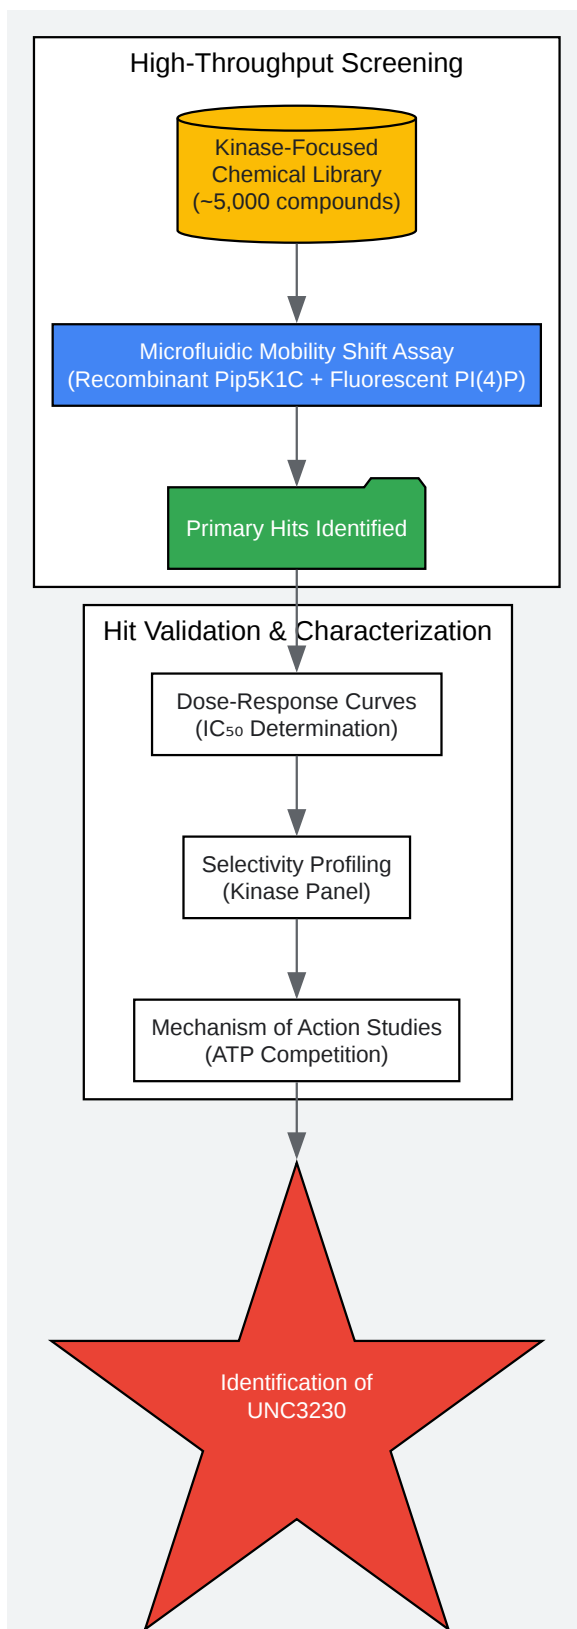 High-Throughput Screening
Kinase-Focused
Chemical Library
(~5,000 compounds)
Microfluidic Mobility Shift Assay
(Recombinant Pip5K1C + Fluorescent PI(4)P)
Primary Hits Identified
Hit Validation & Characterization
Dose-Response Curves
(IC₅₀ Determination)
Selectivity Profiling
(Kinase Panel)
Mechanism of Action Studies
(ATP Competition)
Identification of
UNC3230